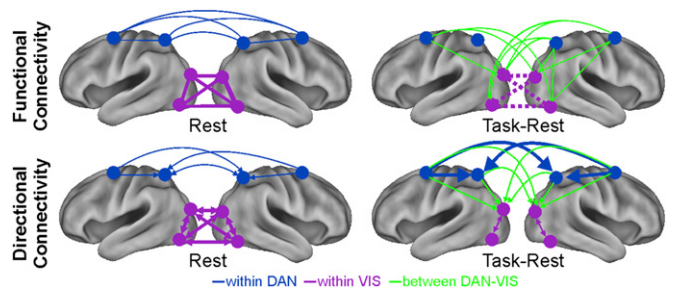 Functional
Connectivity
Rest
Task-Rest
Directional
Connectivity
Rest
Task-Rest
within DAN within VIS between DAN-VIS